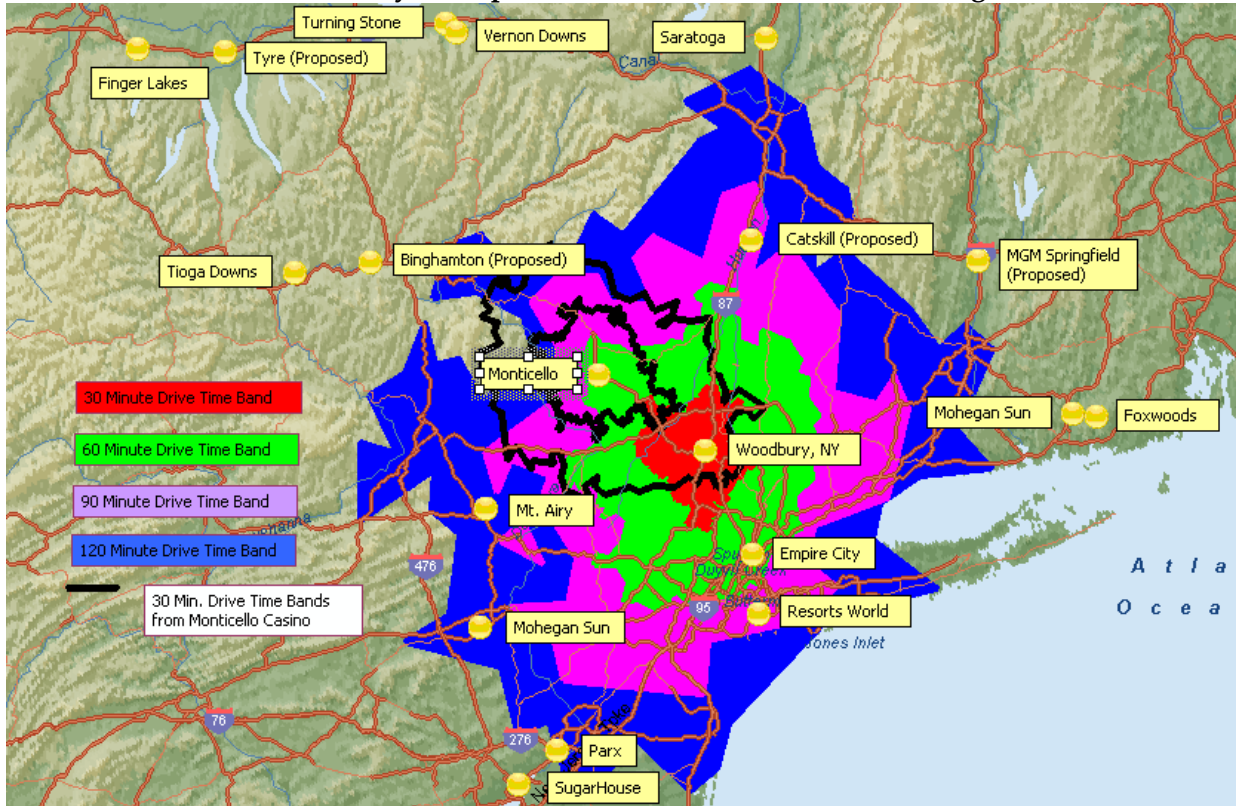 Turning Stone
Vernon Downs
Saratoga
Tyre (Proposed)
Finger Lakes
Canal
Catskill (Proposed)
Binghamton (Proposed)
MGM Springfield
(Proposed)
Tioga Downs
87
Monticello
30 Minute Drive Time Band
Mohegan Sun
Foxwoods
60 Minute Drive Time Band
Woodbury, NY
90 Minute Drive Time Band
Mt. Airy
120 Minute Drive Time Band
Empire City
476
A t l a
30 Min. Drive Time Bands
from Monticello Casino
95
Resorts World
O c e a
Mohegan Sun
Jones Inlet
76
276
Parx
SugarHouse